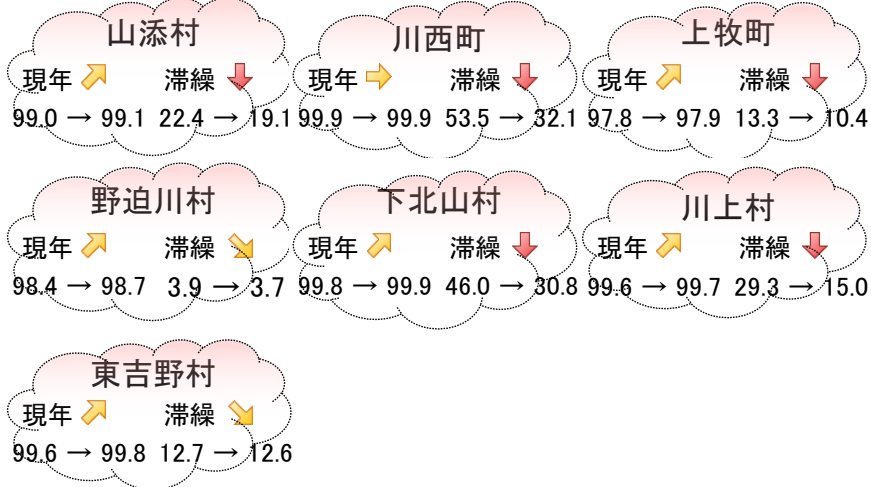 山添村
現年 滞繰
99.0 → 99.1 22.4 → 19.1
川西町
現年 滞繰
99.9 → 99.9 53.5 → 32.1
上牧町
現年 滞繰
97.8 → 97.9 13.3 → 10.4
野迫川村
現年 滞繰
98.4 → 98.7 3.9 → 3.7
下北山村
現年 滞繰
99.8 → 99.9 46.0 → 30.8
川上村
現年 滞繰
99.6 → 99.7 29.3 → 15.0
東吉野村
現年 滞繰
99.6 → 99.8 12.7 → 12.6